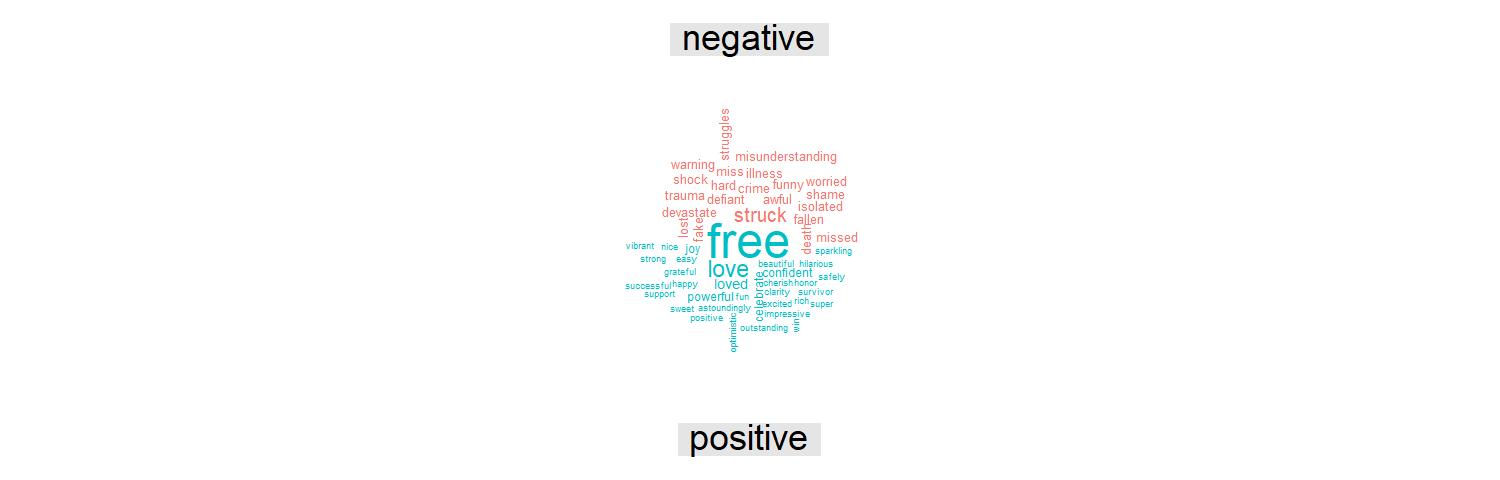 negative
struggles
misunderstanding
warning
miss illness
shock hard crime funny worried
trauma defiant awful shame
devastate struck isolated
lost fake fallen
free death missed
vibrant nice joy sparkling
strong easy love beautiful hilarious
grateful confident safely
successful happy loved celebrate cherish honor
support powerful fun clarity survivor
sweet astoundingly excited rich super
positive impressive
optimistic outstanding win
positive